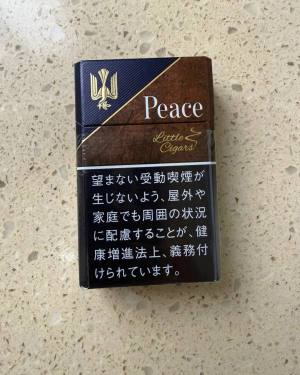 Peace
Little
Cigars
望まない受動喫煙が
生じないよう、屋外や
家庭でも周囲の状況
に配慮することが、健
康増進法上、義務付
けられています。